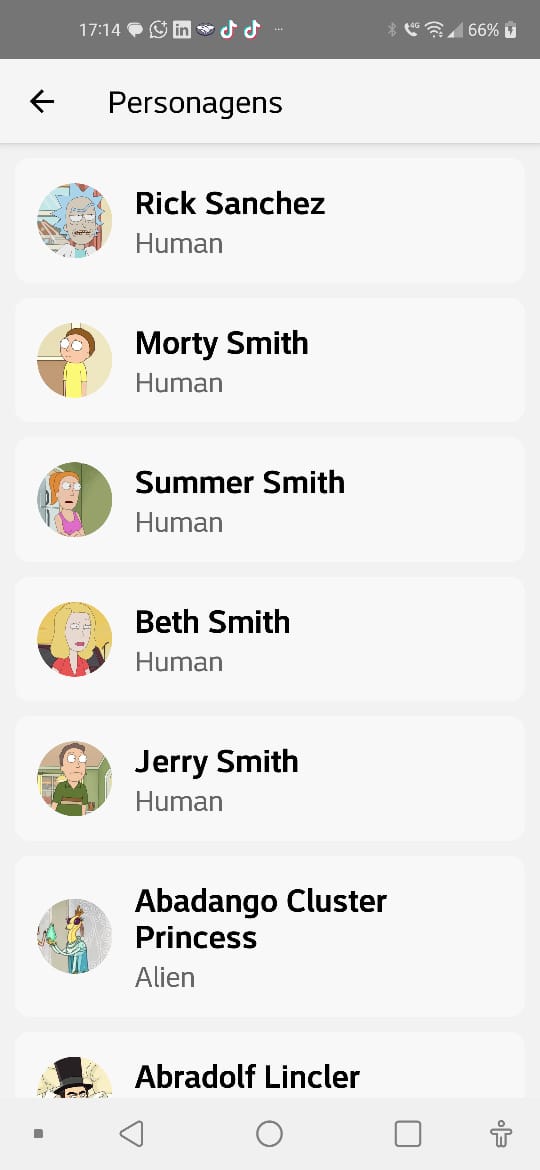 17:14 66%
Personagens
Rick Sanchez
Human
Morty Smith
Human
Summer Smith
Human
Beth Smith
Human
Jerry Smith
Human
Abadango Cluster
Princess
Alien
Abradolf Lincler